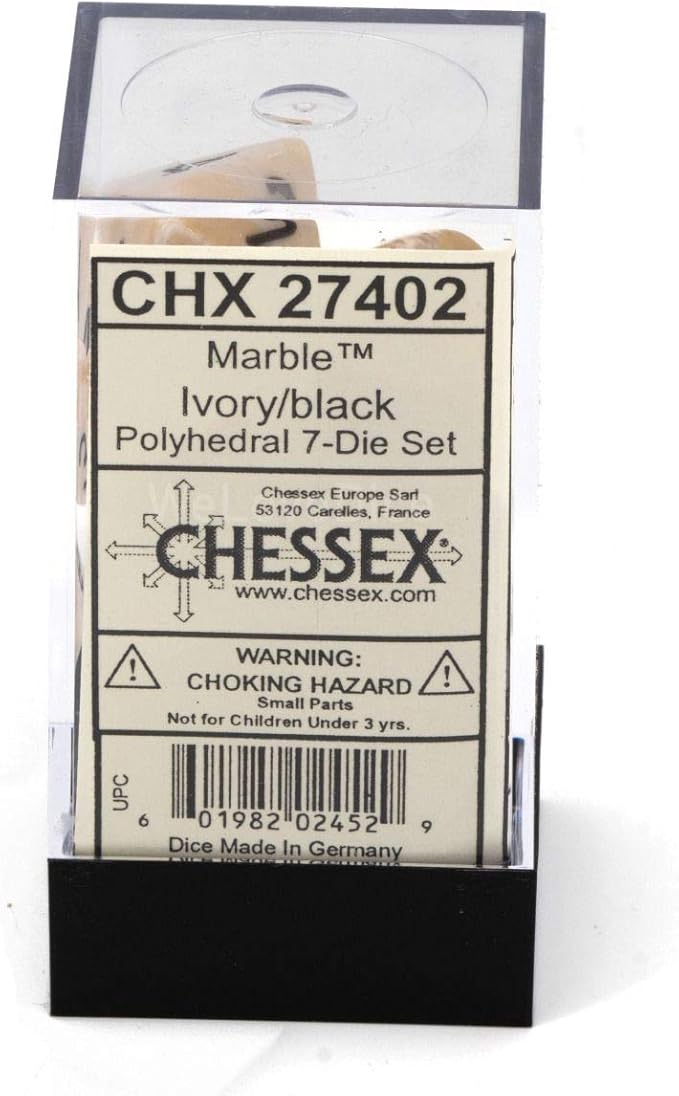 CHX 27402
Marble™
Ivory/black
Polyhedral 7-Die Set
Chessex Europe Sarl
53120 Carelles, France
CHESSEX®
www.chessex.com
WARNING:
CHOKING HAZARD
Small Parts
Not for Children Under 3 yrs.
UPC
6 01982 02452 9
Dice Made In Germany